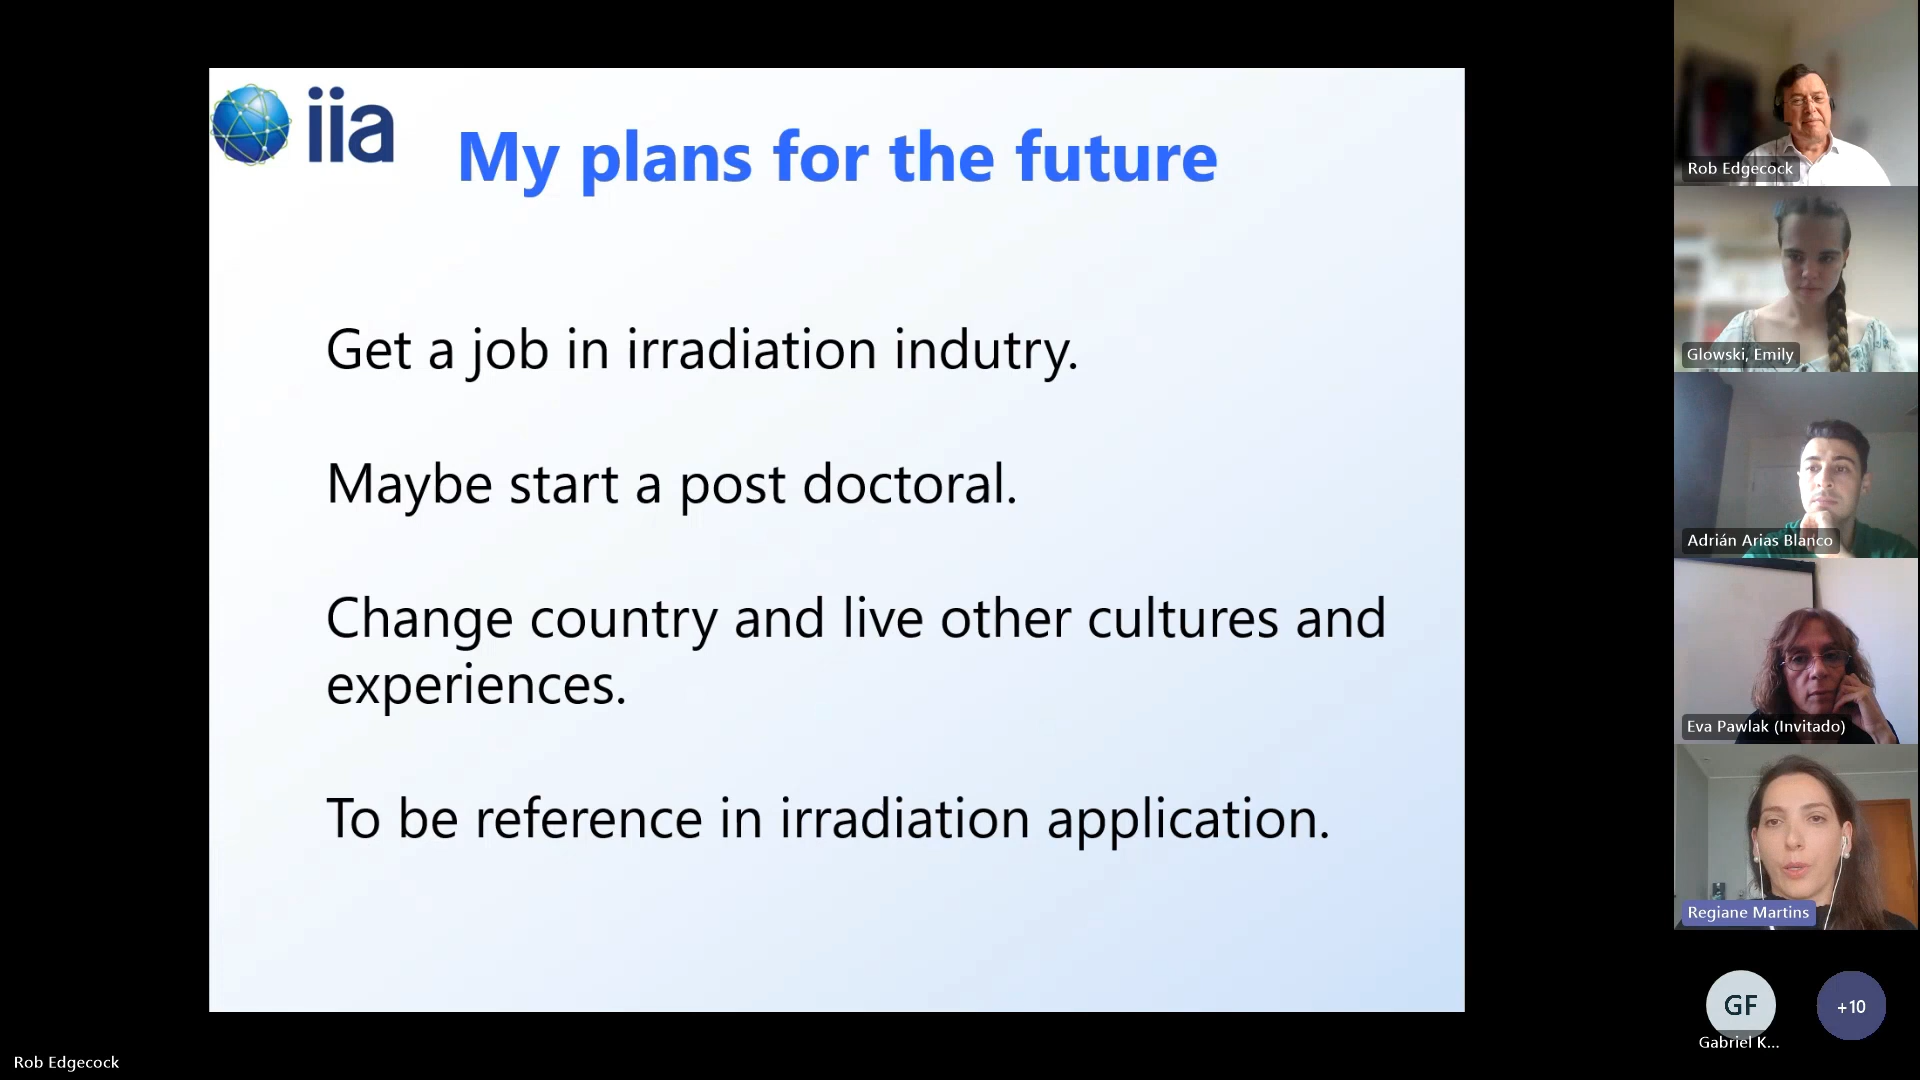 iia
My plans for the future
Get a job in irradiation indutry.
Maybe start a post doctoral.
Change country and live other cultures and
experiences.
To be reference in irradiation application.
Rob Edgecock
Glowski, Emily
Adrián Arias Blanco
Eva Pawlak (Invitado)
Regiane Martins
GF
+10
Gabriel K...
Rob Edgecock